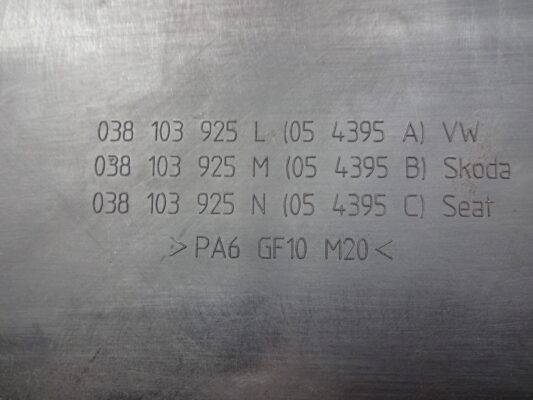 038 103 925 L (05 4395 A) VW
038 103 925 M (05 4395 B) Skoda
038 103 925 N (05 4395 C) Seat
>PA6 GF10 M20<